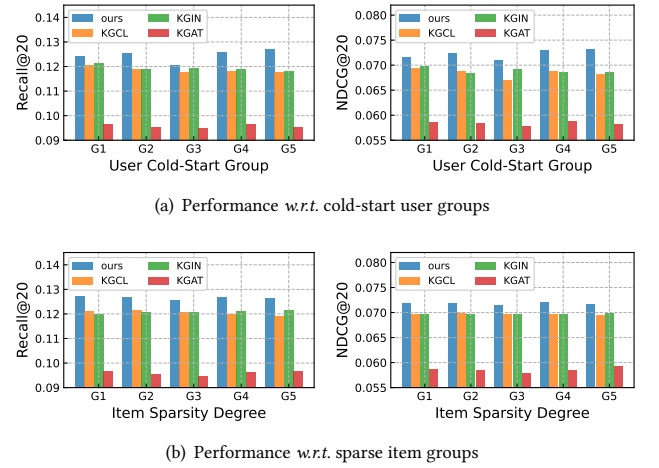 ours KGIN
KGCL KGAT
0.14
0.13
0.12
0.11
0.10
0.09
Recall@20
G1 G2 G3 G4 G5
User Cold-Start Group
ours KGIN
KGCL KGAT
0.080
0.075
0.070
0.065
0.060
0.055
NDCG@20
G1 G2 G3 G4 G5
User Cold-Start Group
(a) Performance w.r.t. cold-start user groups
ours KGIN
KGCL KGAT
0.14
0.13
0.12
0.11
0.10
0.09
Recall@20
G1 G2 G3 G4 G5
Item Sparsity Degree
ours KGIN
KGCL KGAT
0.080
0.075
0.070
0.065
0.060
0.055
NDCG@20
G1 G2 G3 G4 G5
Item Sparsity Degree
(b) Performance w.r.t. sparse item groups